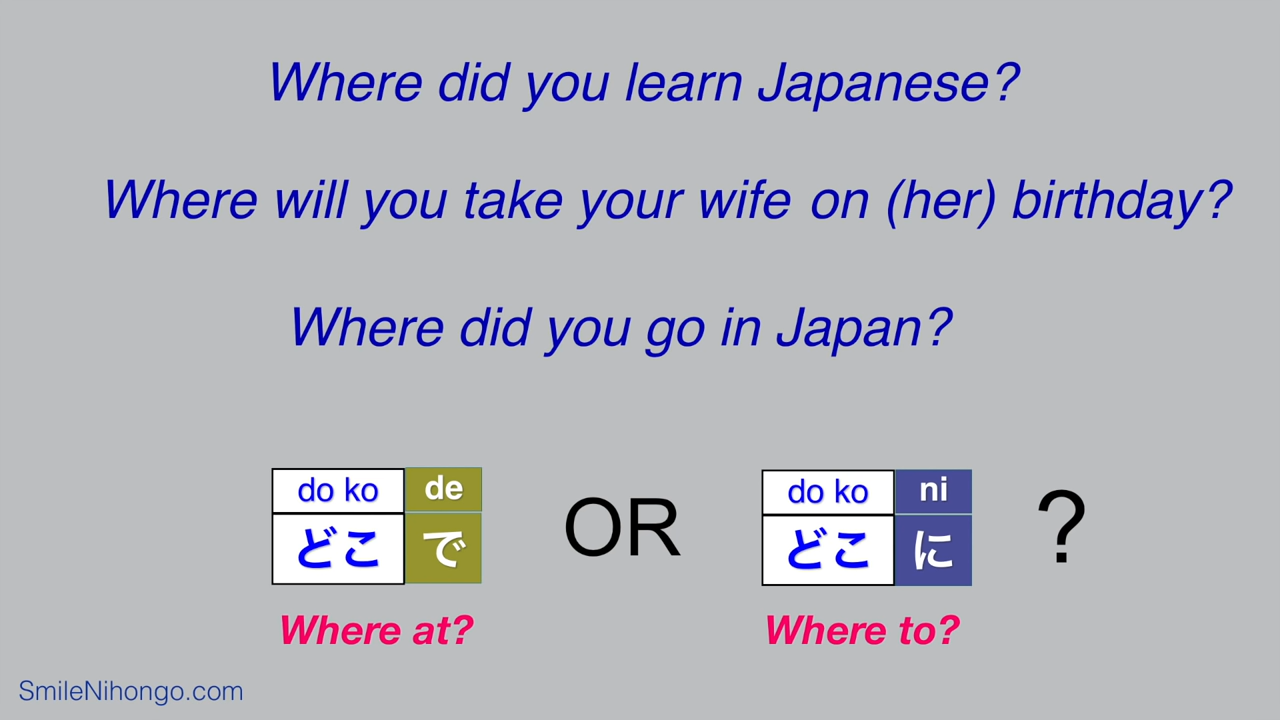 Where did you learn Japanese?
Where will you take your wife on (her) birthday?
Where did you go in Japan?
do ko de
どこ で
OR
do ko ni
どこ に
?
Where at?
Where to?
SmileNihongo.com